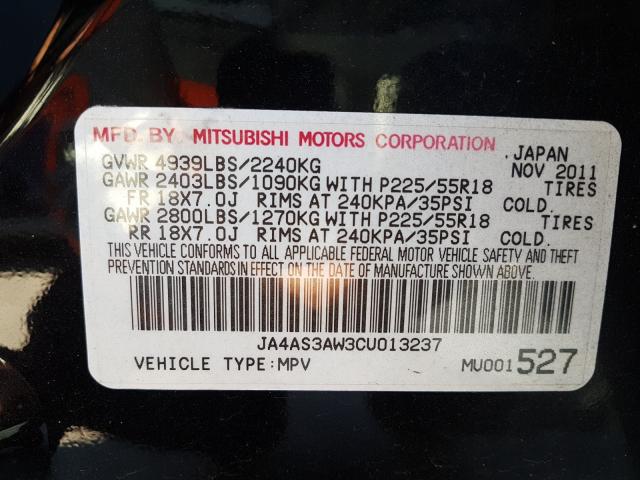 MFD. BY MITSUBISHI MOTORS CORPORATION
GVWR 4939LBS/2240KG JAPAN NOV 2011
GAWR 2403LBS/1090KG WITH P225/55R18 TIRES
FR 18X7.0J RIMS AT 240KPA/35PSI COLD.
GAWR 2800LBS/1270KG WITH P225/55R18 TIRES
RR 18X7.0J RIMS AT 240KPA/35PSI COLD.
THIS VEHICLE CONFORMS TO ALL APPLICABLE FEDERAL MOTOR VEHICLE SAFETY AND THEFT
PREVENTION STANDARDS IN EFFECT ON THE DATE OF MANUFACTURE SHOWN ABOVE.
JA4AS3AW3CU013237
VEHICLE TYPE:MPV MU001527